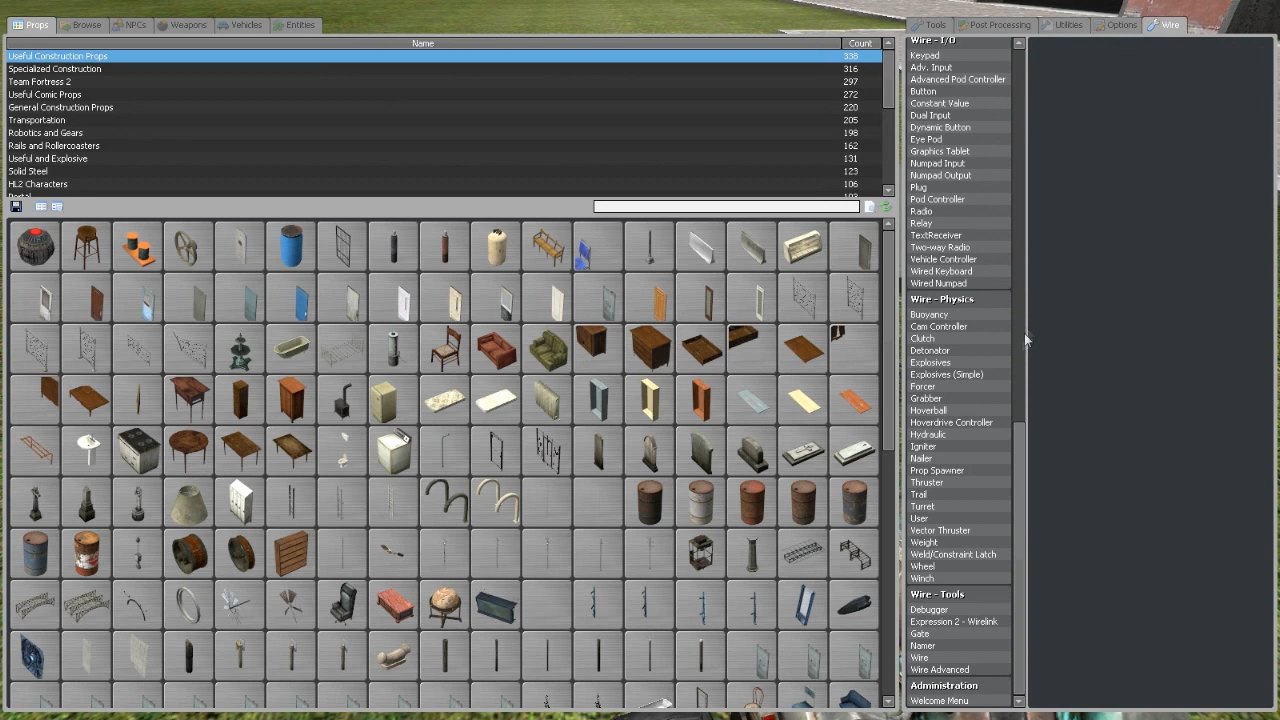 Props Browse NPCs Weapons Vehicles Entities
Tools Post Processing Utilities Options Wire
Name Count
Useful Construction Props 338
Specialized Construction 316
Team Fortress 2 297
Useful Comic Props 272
General Construction Props 220
Transportation 205
Robotics and Gears 198
Rails and Rollercoasters 162
Useful and Explosive 131
Solid Steel 123
HL2 Characters 106
Wire - I/O
Keypad
Adv. Input
Advanced Pod Controller
Button
Constant Value
Dual Input
Dynamic Button
Eye Pod
Graphics Tablet
Numpad Input
Numpad Output
Plug
Pod Controller
Radio
Relay
TextReceiver
Two-way Radio
Vehicle Controller
Wired Keyboard
Wired Numpad
Wire - Physics
Buoyancy
Cam Controller
Clutch
Detonator
Explosives
Explosives (Simple)
Forcer
Grabber
Hoverball
Hoverdrive Controller
Hydraulic
Igniter
Nailer
Prop Spawner
Thruster
Trail
Turret
User
Vector Thruster
Weight
Weld/Constraint Latch
Wheel
Winch
Wire - Tools
Debugger
Expression 2 - Wirelink
Gate
Namer
Wire
Wire Advanced
Administration
Welcome Menu